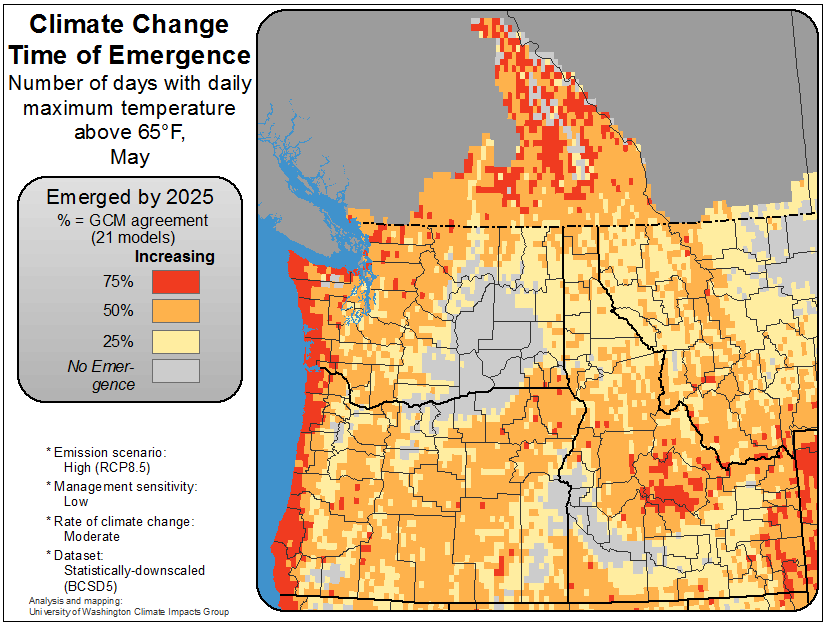 Climate Change
Time of Emergence
Number of days with daily
maximum temperature
above 65°F,
May
Emerged by 2025
% = GCM agreement
(21 models)
Increasing
75%
50%
25%
No Emer-
gence
* Emission scenario:
High (RCP8.5)
* Management sensitivity:
Low
* Rate of climate change:
Moderate
* Dataset:
Statistically-downscaled
(BCSD5)
Analysis and mapping:
University of Washington Climate Impacts Group